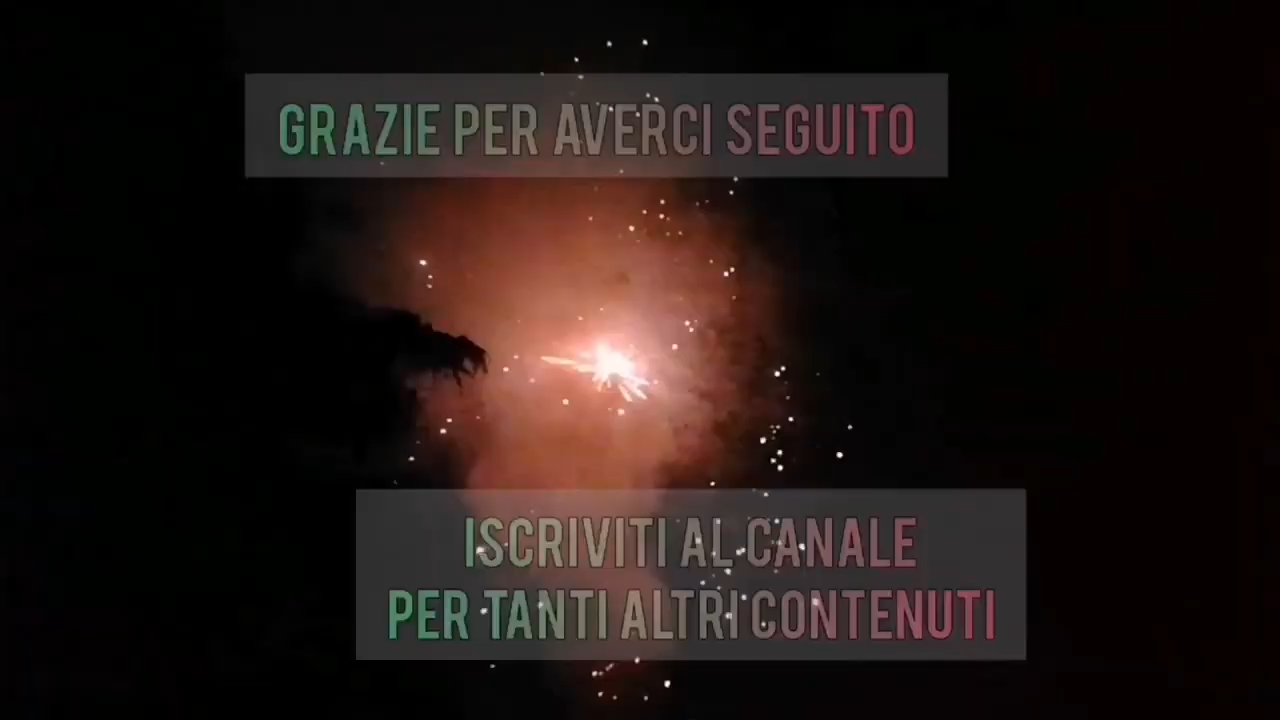 GRAZIE PER AVERCI SEGUITO
ISCRIVITI AL CANALE
PER TANTI ALTRI CONTENUTI